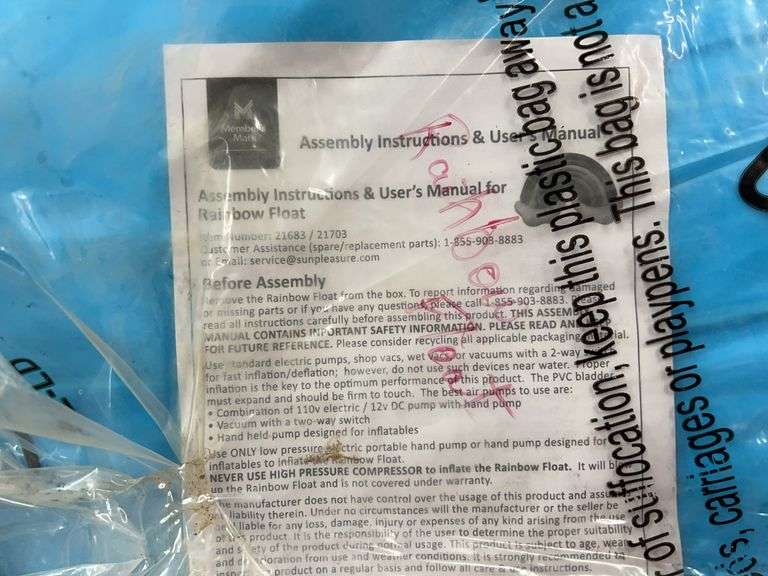 Member's
Mark
Assembly Instructions & User's Manual
Assembly Instructions & User's Manual for
Rainbow Float
Item Number: 21683 / 21703
Customer Assistance (spare/replacement parts): 1-855-903-8883
or Email: service@sunpleasure.com
Before Assembly
Remove the Rainbow Float from the box. To report information regarding damaged
or missing parts or if you have any questions, please call 1-855-903-8883. Please
read all instructions carefully before assembling this product. THIS ASSEMBLY
MANUAL CONTAINS IMPORTANT SAFETY INFORMATION. PLEASE READ AND
FOR FUTURE REFERENCE. Please consider recycling all applicable packaging
Use standard electric pumps, shop vacs, wet vacs or vacuums with a 2-way
for fast inflation/deflation; however, do not use such devices near water. Proper
inflation is the key to the optimum performance of this product. The PVC bladder
must expand and should be firm to touch. The best air pumps to use are:
• Combination of 110v electric / 12v DC pump with hand pump
• Vacuum with a two-way switch
• Hand held pump designed for inflatables
Use ONLY low pressure electric portable hand pump or hand pump designed for
inflatables to inflate the Rainbow Float.
NEVER USE HIGH PRESSURE COMPRESSOR to inflate the Rainbow Float. It will
up the Rainbow Float and is not covered under warranty.
manufacturer does not have control over the usage of this product and
liability therein. Under no circumstances will the manufacturer or the seller be
liable for any loss, damage, injury or expenses of any kind arising from the use
product. It is the responsibility of the user to determine the proper suitability
and safety of the product during normal usage. This product is subject to age, wear
and deterioration from use and weather conditions. It is strongly recommended to
product on a regular basis and follow all care & use instructions.
Rainbow
Float
of suffocation, keep this plastic bag away
carriages or playpens. This bag is not a